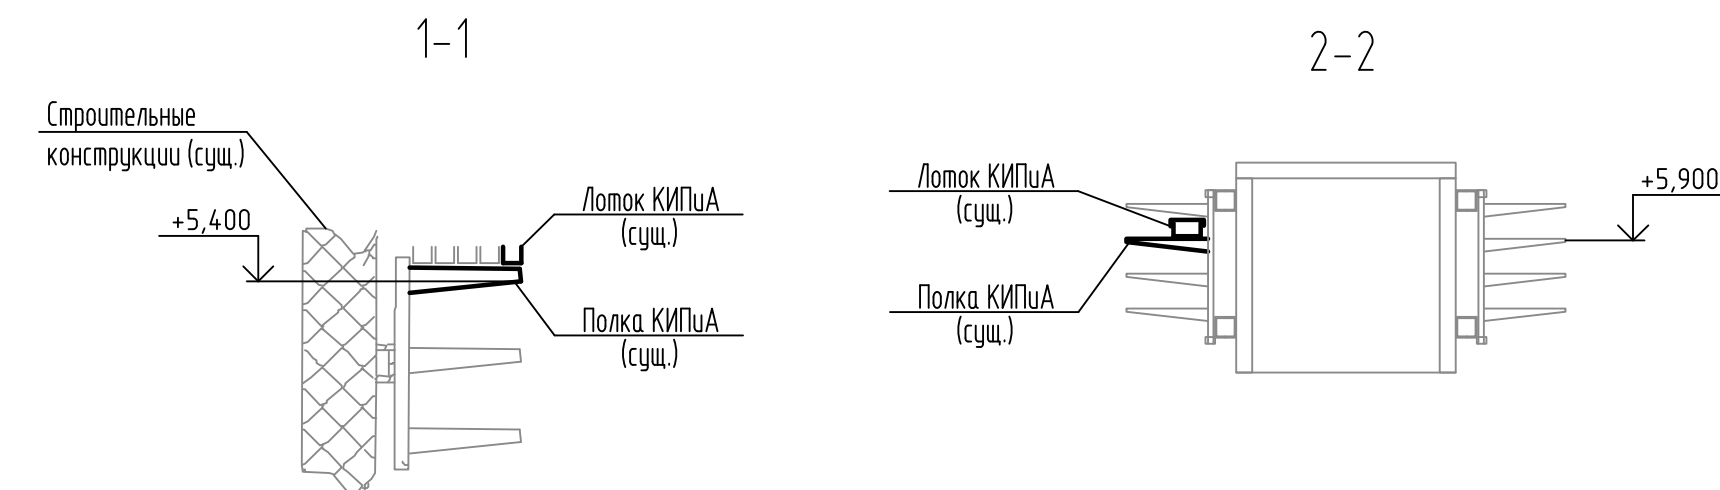 1-1
Строительные
конструкции (сущ.)
+5,400
Лоток КИПиА
(сущ.)
Полка КИПиА
(сущ.)
2-2
Лоток КИПиА
(сущ.)
Полка КИПиА
(сущ.)
+5,900